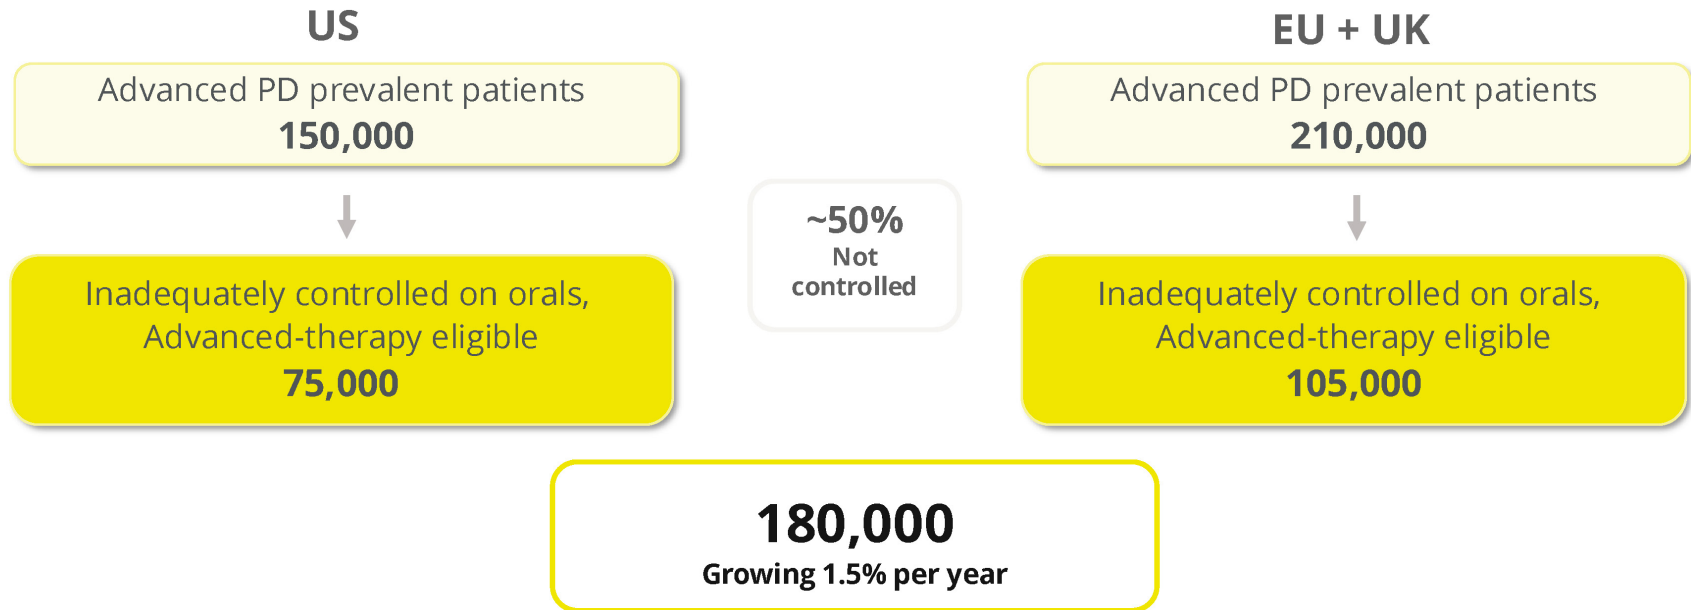 US
Advanced PD prevalent patients
150,000
Inadequately controlled on orals,
Advanced-therapy eligible
75,000
~50%
Not
controlled
EU + UK
Advanced PD prevalent patients
210,000
Inadequately controlled on orals,
Advanced-therapy eligible
105,000
180,000
Growing 1.5% per year